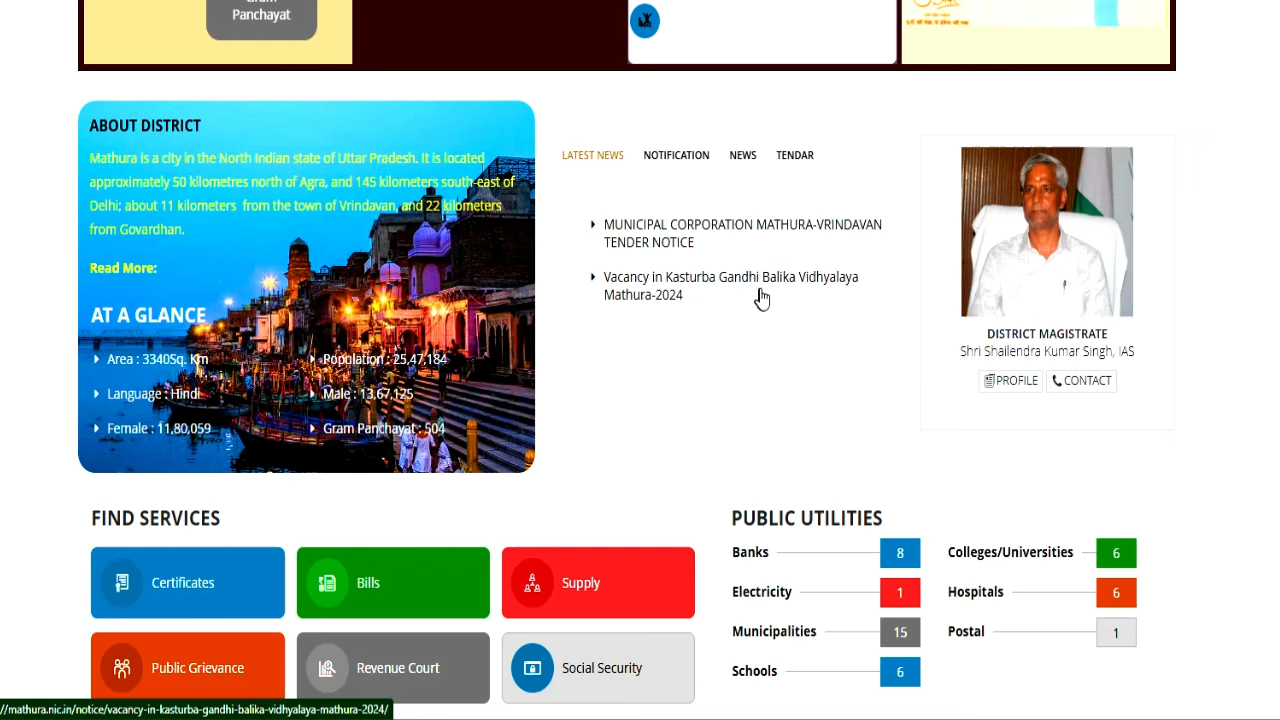 Gram
Panchayat
ABOUT DISTRICT
Mathura is a city in the North Indian state of Uttar Pradesh. It is located
approximately 50 kilometres north of Agra, and 145 kilometers south-east of
Delhi; about 11 kilometers from the town of Vrindavan, and 22 kilometers
from Govardhan.
Read More:
AT A GLANCE
Area : 3340Sq. Km
Population : 25,47,184
Language : Hindi
Male : 13,67,125
Female : 11,80,059
Gram Panchayat : 504
LATEST NEWS NOTIFICATION NEWS TENDAR
MUNICIPAL CORPORATION MATHURA-VRINDAVAN
TENDER NOTICE
Vacancy in Kasturba Gandhi Balika Vidhyalaya
Mathura-2024
DISTRICT MAGISTRATE
Shri Shailendra Kumar Singh, IAS
PROFILE CONTACT
FIND SERVICES
Certificates
Bills
Supply
Public Grievance
Revenue Court
Social Security
PUBLIC UTILITIES
Banks 8
Colleges/Universities 6
Electricity 1
Hospitals 6
Municipalities 15
Postal 1
Schools 6
//mathura.nic.in/notice/vacancy-in-kasturba-gandhi-balika-vidhyalaya-mathura-2024/